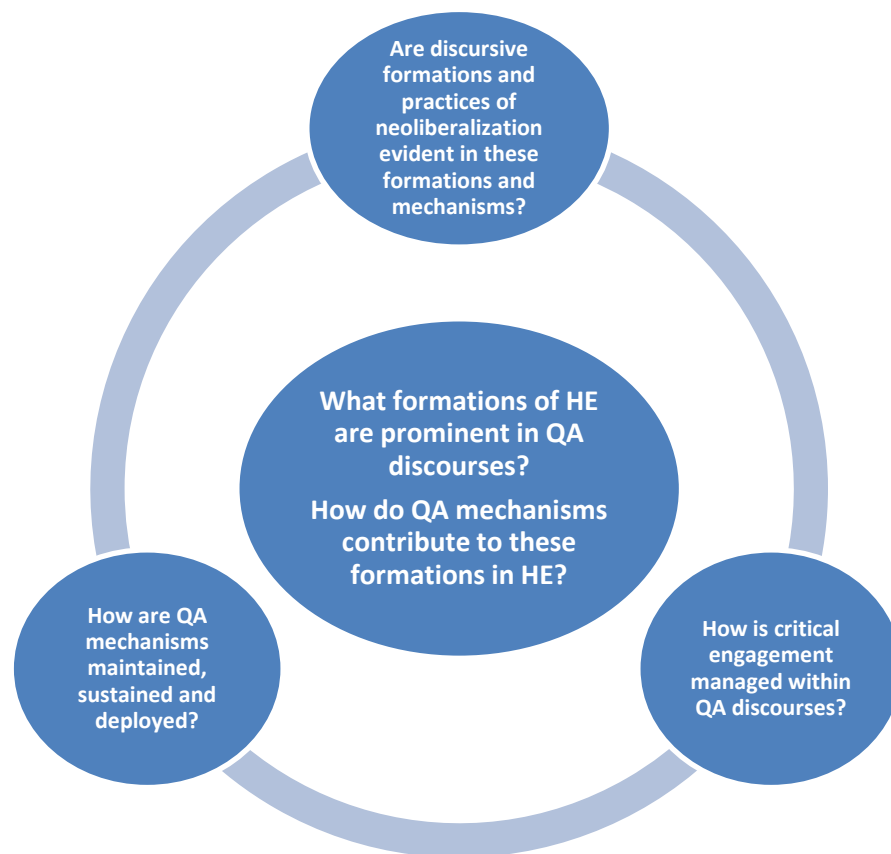 Are discursive
formations and
practices of
neoliberalization
evident in these
formations and
mechanisms?
What formations of HE
are prominent in QA
discourses?
How do QA mechanisms
contribute to these
formations in HE?
How are QA
mechanisms
maintained,
sustained and
deployed?
How is critical
engagement
managed within
QA discourses?